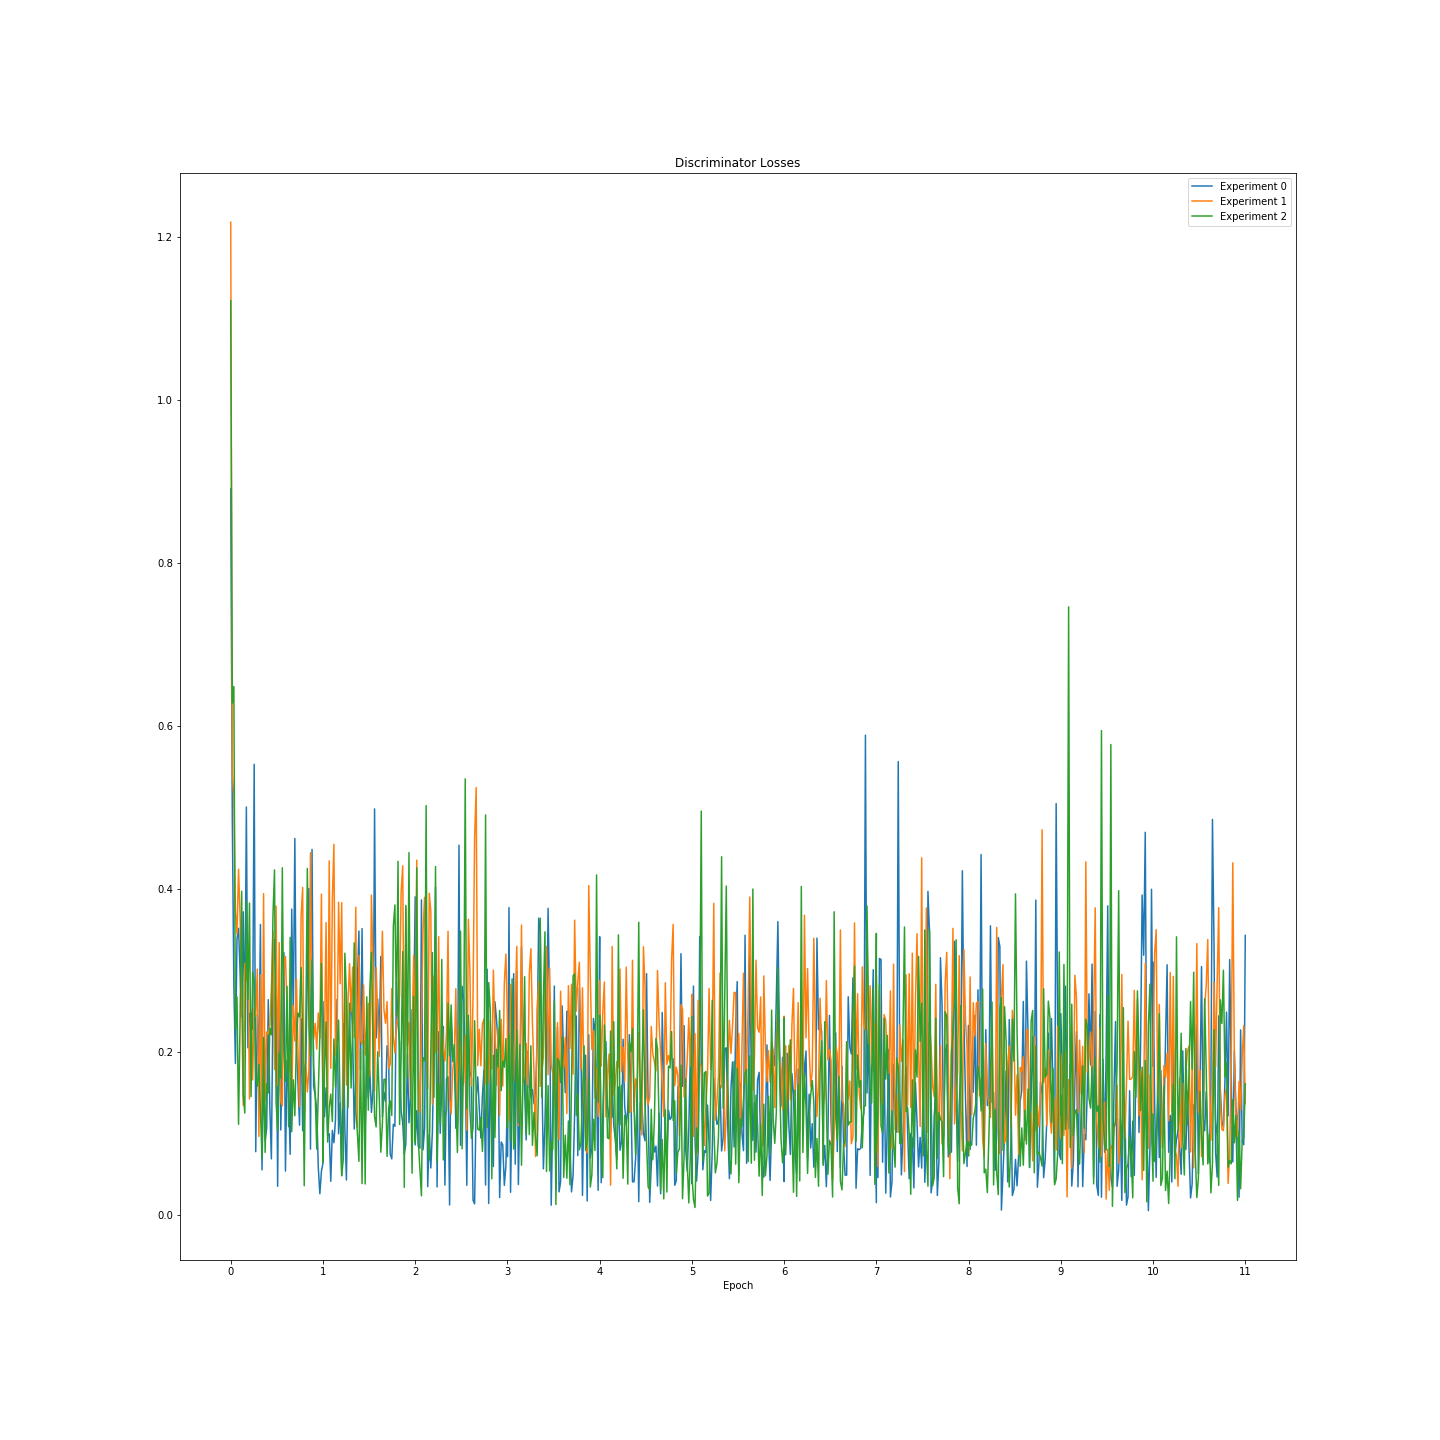 Discriminator Losses
Experiment 0
Experiment 1
Experiment 2
1.2
1.0
0.8
0.6
0.4
0.2
0.0
0 1 2 3 4 5 6 7 8 9 10 11
Epoch